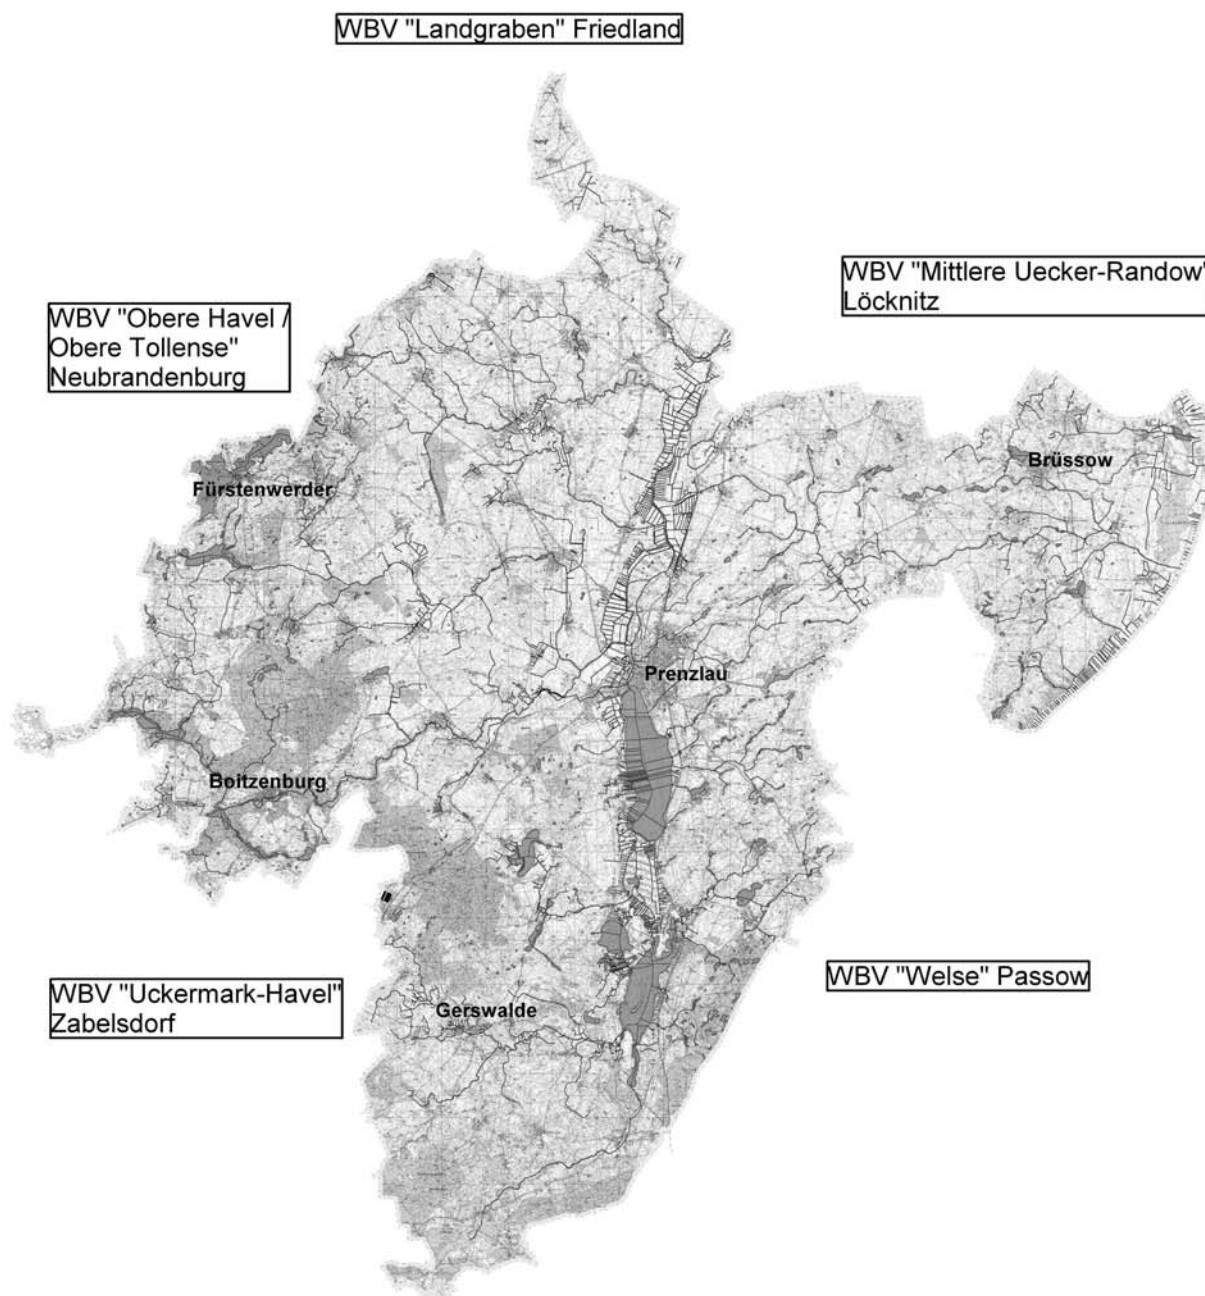 WBV "Landgraben" Friedland
WBV "Mittlere Uecker-Randow"
Löcknitz
WBV "Obere Havel /
Obere Tollense"
Neubrandenburg
Brüssow
Fürstenwerder
Prenzlau
Boitzenburg
WBV "Welse" Passow
WBV "Uckermark-Havel"
Zabelsdorf
Gerswalde